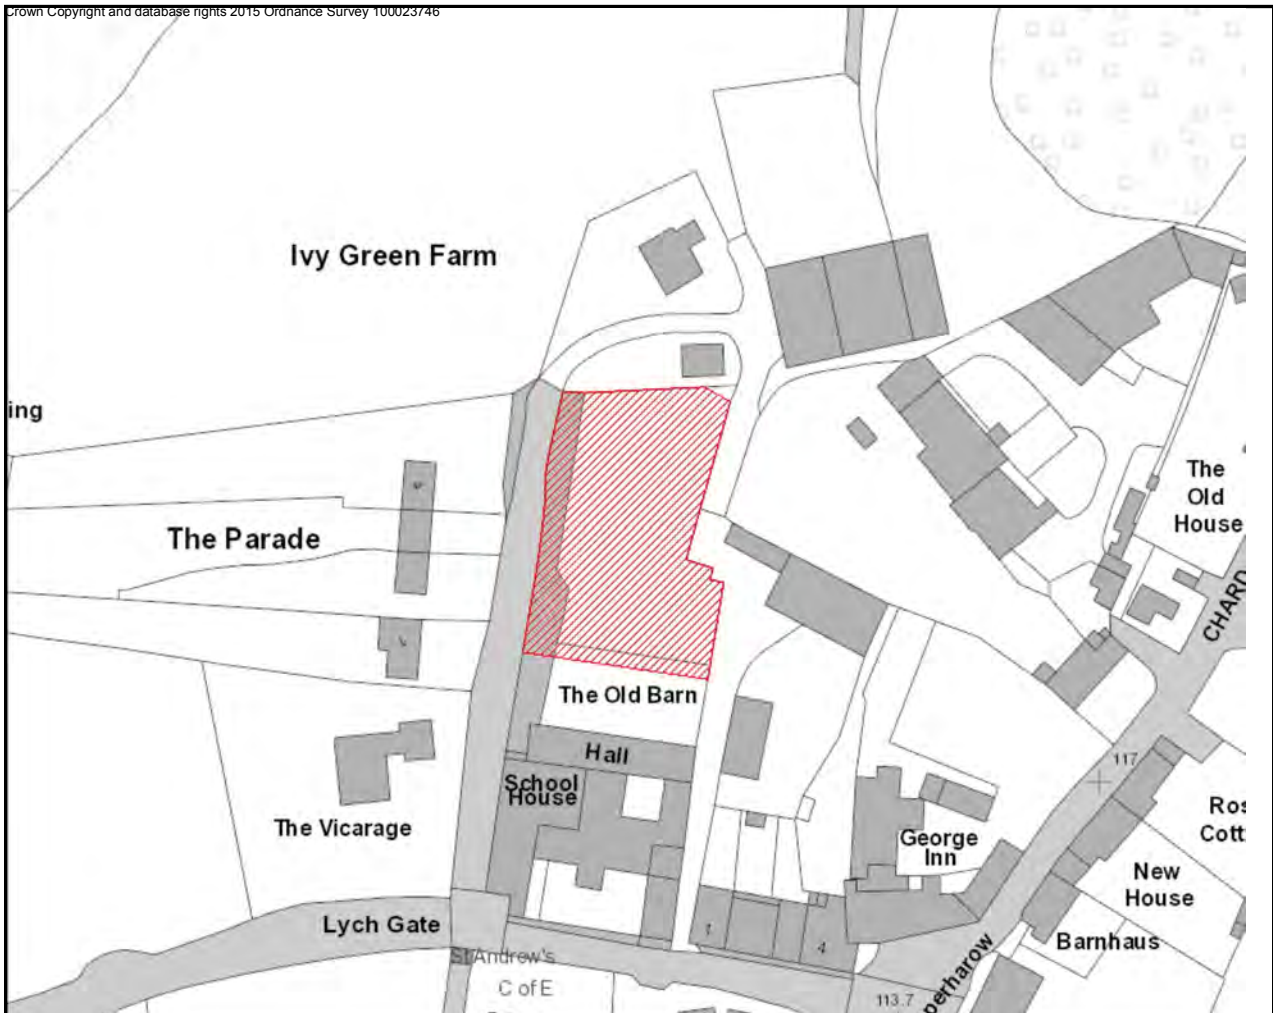 Crown Copyright and database rights 2015 Ordnance Survey 100023746
Ivy Green Farm
ing
The Parade
The
Old
House
CHARD
The Old Barn
Hall
School
House
The Vicarage
117
Ros
Cott
George
Inn
New
House
Lych Gate
1
4
Barnhaus
St Andrew's
C of E
perharow
113.7